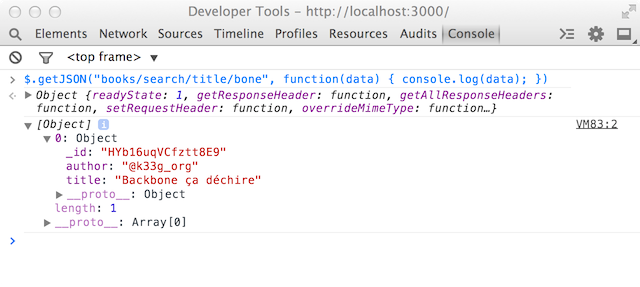 Developer Tools - http://localhost:3000/
Elements Network Sources Timeline Profiles Resources Audits Console
<top frame>
$.getJSON("books/search/title/bone", function(data) { console.log(data); })
Object {readyState: 1, getResponseHeader: function, getAllResponseHeaders:
function, setRequestHeader: function, overrideMimeType: function…}
[Object] i VM83:2
0: Object
_id: "HYb16uqVCfztt8E9"
author: "@k33g_org"
title: "Backbone ça déchire"
__proto__: Object
length: 1
__proto__: Array[0]